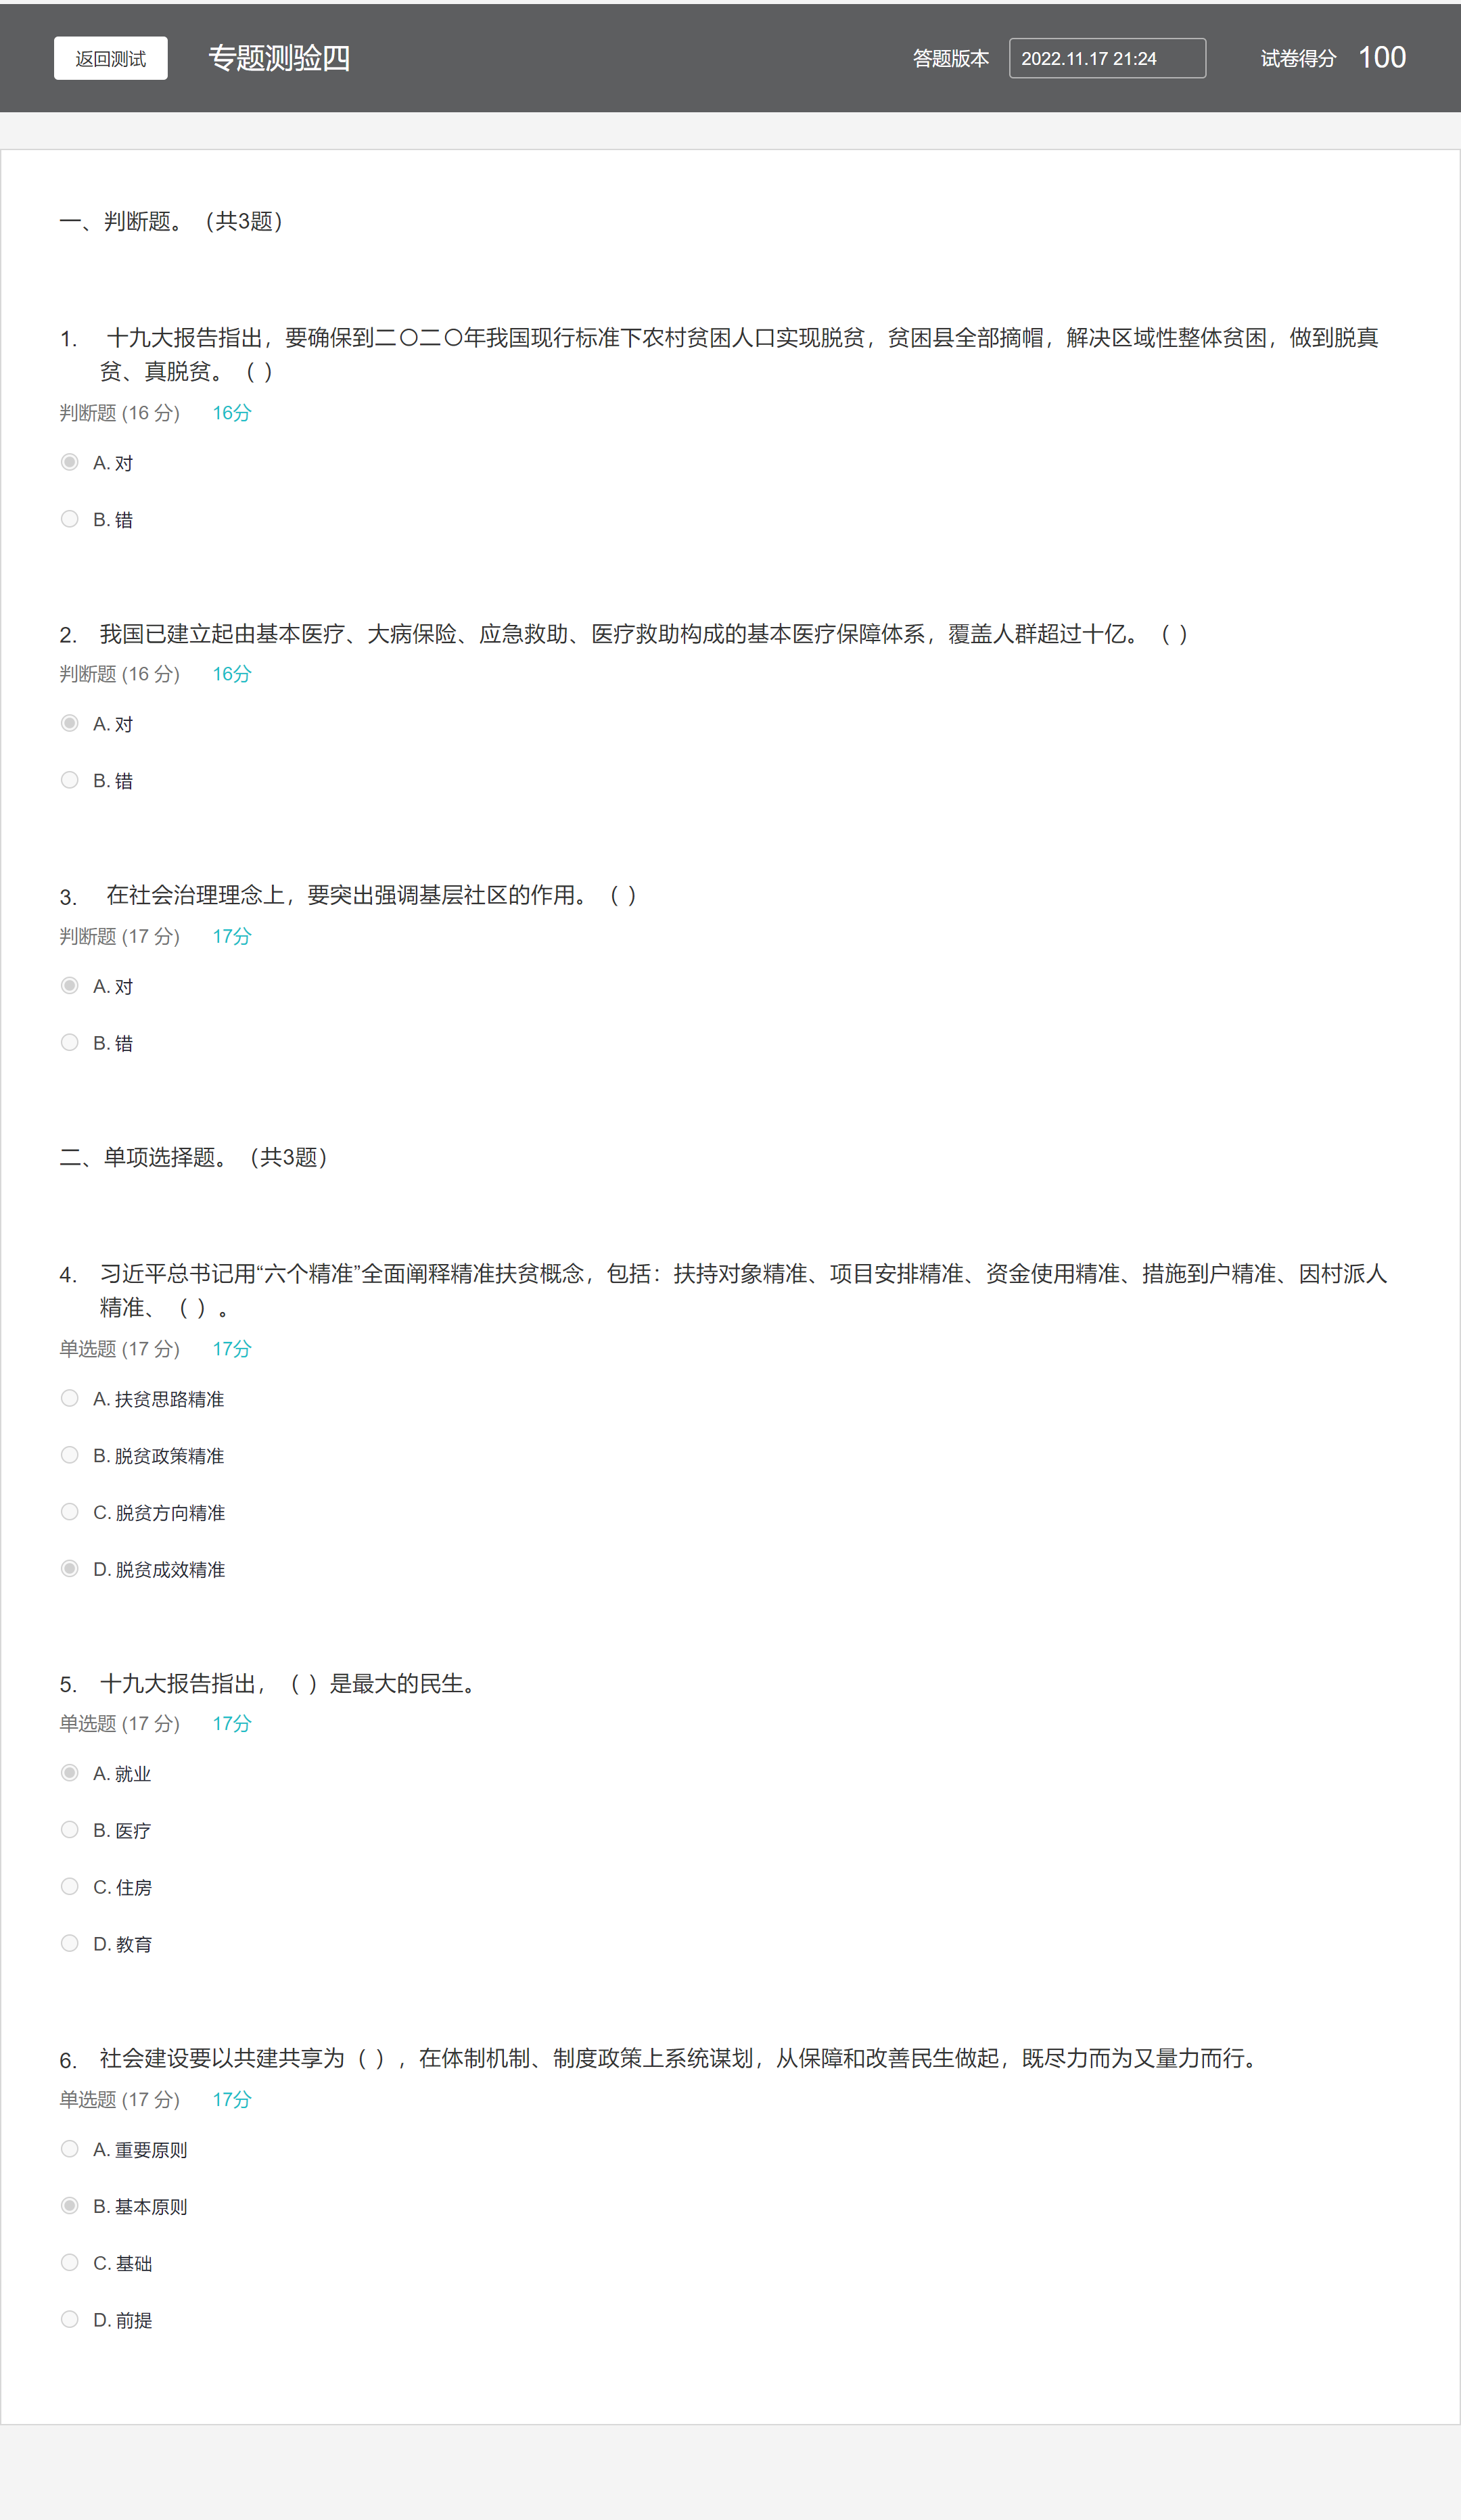 返回测试 专题测验四 答题版本 2022.11.17 21:24 试卷得分 100
一、判断题。（共3题）
1. 十九大报告指出，要确保到二〇二〇年我国现行标准下农村贫困人口实现脱贫，贫困县全部摘帽，解决区域性整体贫困，做到脱真
贫、真脱贫。（ ）
判断题 (16 分) 16分
A. 对
B. 错
2. 我国已建立起由基本医疗、大病保险、应急救助、医疗救助构成的基本医疗保障体系，覆盖人群超过十亿。（ ）
判断题 (16 分) 16分
A. 对
B. 错
3. 在社会治理理念上，要突出强调基层社区的作用。（ ）
判断题 (17 分) 17分
A. 对
B. 错
二、单项选择题。（共3题）
4. 习近平总书记用“六个精准”全面阐释精准扶贫概念，包括：扶持对象精准、项目安排精准、资金使用精准、措施到户精准、因村派人
精准、（ ）。
单选题 (17 分) 17分
A. 扶贫思路精准
B. 脱贫政策精准
C. 脱贫方向精准
D. 脱贫成效精准
5. 十九大报告指出，（ ）是最大的民生。
单选题 (17 分) 17分
A. 就业
B. 医疗
C. 住房
D. 教育
6. 社会建设要以共建共享为（ ），在体制机制、制度政策上系统谋划，从保障和改善民生做起，既尽力而为又量力而行。
单选题 (17 分) 17分
A. 重要原则
B. 基本原则
C. 基础
D. 前提